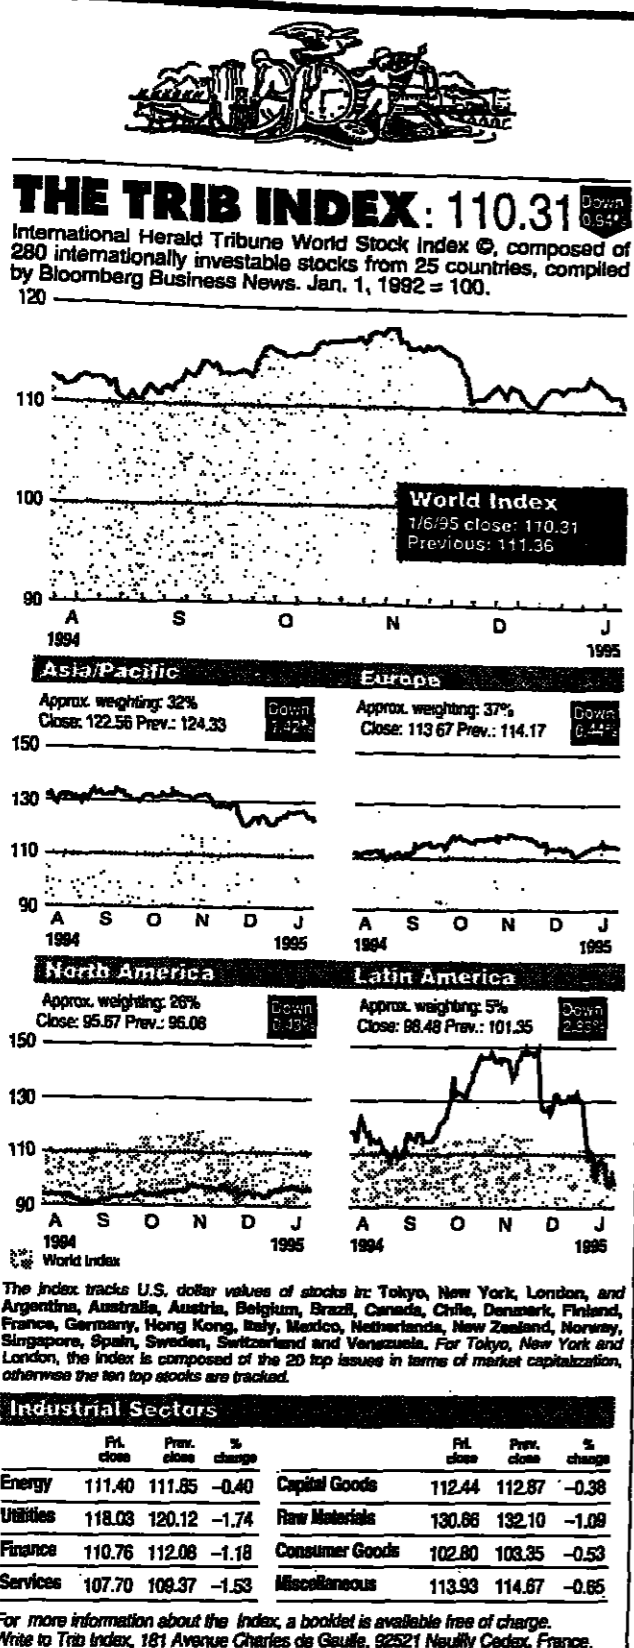 THE TRIB INDEX: 110.31 Down 0.94%
International Herald Tribune World Stock Index ©, composed of
280 internationally investable stocks from 25 countries, compiled
by Bloomberg Business News. Jan. 1, 1992 = 100.
120
110
100
90
World Index
1/6/95 close: 110.31
Previous: 111.36
A S O N D J
1994 1995
Asia/Pacific
Approx. weighting: 32%
Close: 122.56 Prev.: 124.33
Down
1.42%
150
130
110
90
A S O N D J
1994 1995
Europe
Approx. weighting: 37%
Close: 113 67 Prev.: 114.17
Down
0.44%
A S O N D J
1994 1995
North America
Approx. weighting: 26%
Close: 95.67 Prev.: 96.08
Down
150
130
110
90
A S O N D J
1994 1995
World Index
Latin America
Approx. weighting: 5%
Close: 98.48 Prev.: 101.35
Down
A S O N D J
1994 1995
The index tracks U.S. dollar values of stocks in: Tokyo, New York, London, and
Argentina, Australia, Austria, Belgium, Brazil, Canada, Chile, Denmark, Finland,
France, Germany, Hong Kong, Italy, Mexico, Netherlands, New Zealand, Norway,
Singapore, Spain, Sweden, Switzerland and Venezuela. For Tokyo, New York and
London, the index is composed of the 20 top issues in terms of market capitalization,
otherwise the ten top stocks are tracked.
Industrial Sectors
Fri. close Prev. close % change Fri. close Prev. close % change
Energy 111.40 111.85 –0.40 Capital Goods 112.44 112.87 –0.38
Utilities 118.03 120.12 –1.74 Raw Materials 130.66 132.10 –1.09
Finance 110.76 112.08 –1.18 Consumer Goods 102.80 103.35 –0.53
Services 107.70 109.37 –1.53 Miscellaneous 113.93 114.67 –0.65
For more information about the Index, a booklet is available free of charge.
Write to Trib Index, 181 Avenue Charles de Gaulle, 92521 Neuilly Cedex, France.